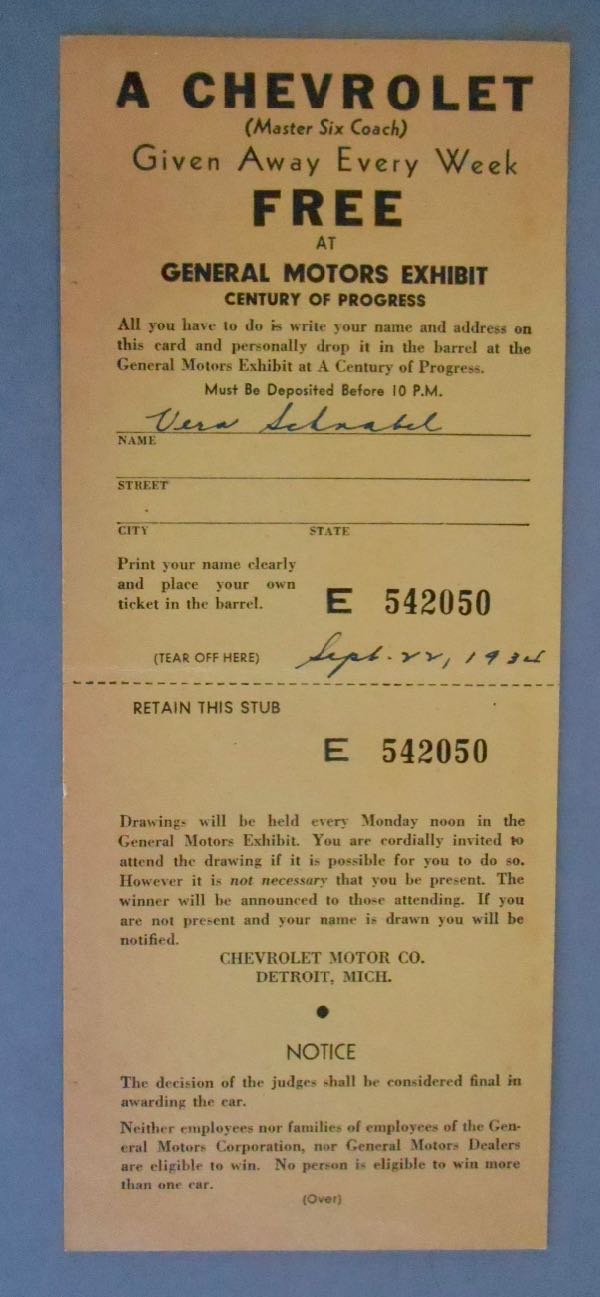 A CHEVROLET
(Master Six Coach)
Given Away Every Week
FREE
AT
GENERAL MOTORS EXHIBIT
CENTURY OF PROGRESS
All you have to do is write your name and address on
this card and personally drop it in the barrel at the
General Motors Exhibit at A Century of Progress.
Must Be Deposited Before 10 P.M.
Vera Schnabel
NAME
STREET
CITY STATE
Print your name clearly
and place your own
ticket in the barrel.
E 542050
(TEAR OFF HERE) Sept. 22, 1934
RETAIN THIS STUB
E 542050
Drawings will be held every Monday noon in the
General Motors Exhibit. You are cordially invited to
attend the drawing if it is possible for you to do so.
However it is not necessary that you be present. The
winner will be announced to those attending. If you
are not present and your name is drawn you will be
notified.
CHEVROLET MOTOR CO.
DETROIT, MICH.
NOTICE
The decision of the judges shall be considered final in
awarding the car.
Neither employees nor families of employees of the Gen-
eral Motors Corporation, nor General Motors Dealers
are eligible to win. No person is eligible to win more
than one car.
(Over)